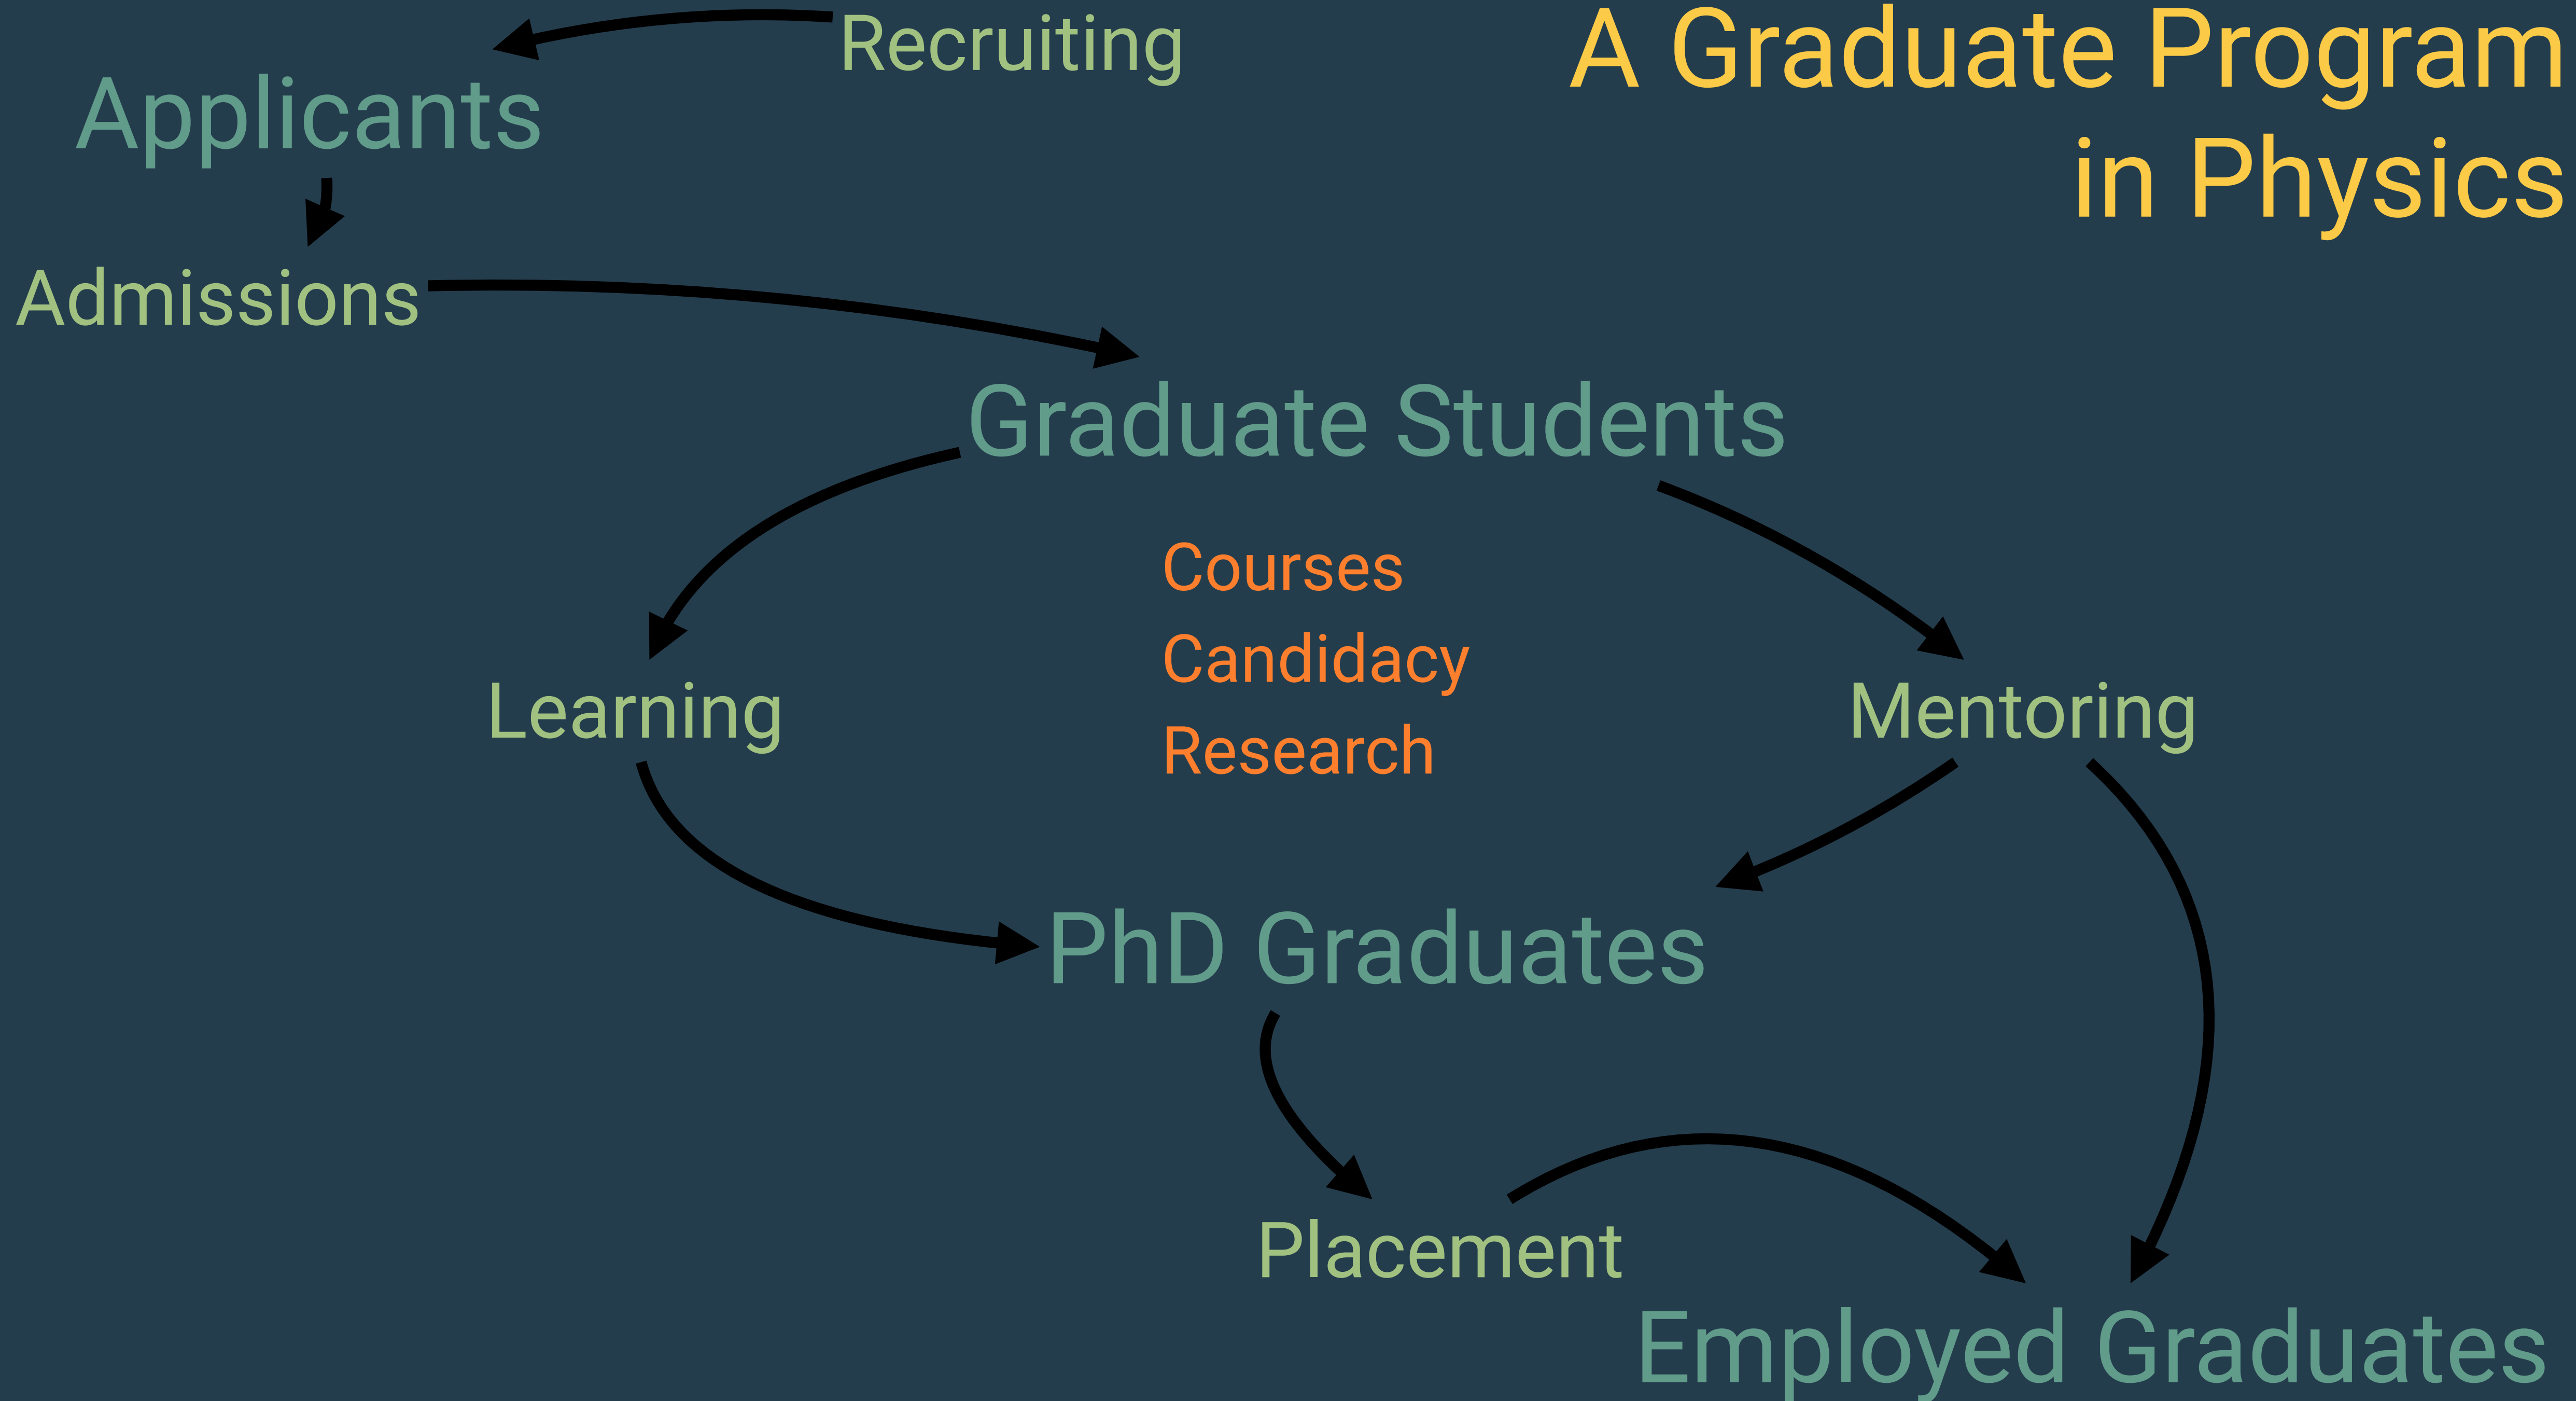 Recruiting
A Graduate Program
in Physics
Applicants
Admissions
Graduate Students
Courses
Candidacy
Research
Learning
Mentoring
PhD Graduates
Placement
Employed Graduates